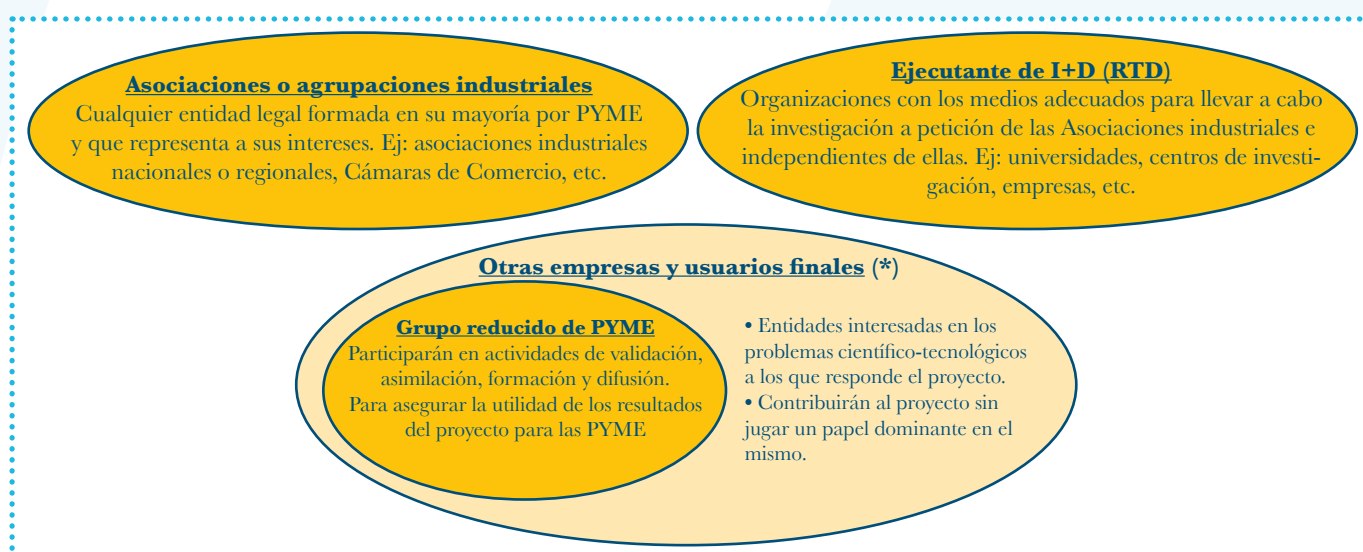 Asociaciones o agrupaciones industriales
Cualquier entidad legal formada en su mayoría por PYME
y que representa a sus intereses. Ej: asociaciones industriales
nacionales o regionales, Cámaras de Comercio, etc.
Ejecutante de I+D (RTD)
Organizaciones con los medios adecuados para llevar a cabo
la investigación a petición de las Asociaciones industriales e
independientes de ellas. Ej: universidades, centros de investi-
gación, empresas, etc.
Otras empresas y usuarios finales (*)
Grupo reducido de PYME
Participarán en actividades de validación,
asimilación, formación y difusión.
Para asegurar la utilidad de los resultados
del proyecto para las PYME
• Entidades interesadas en los
problemas científico-tecnológicos
a los que responde el proyecto.
• Contribuirán al proyecto sin
jugar un papel dominante en el
mismo.